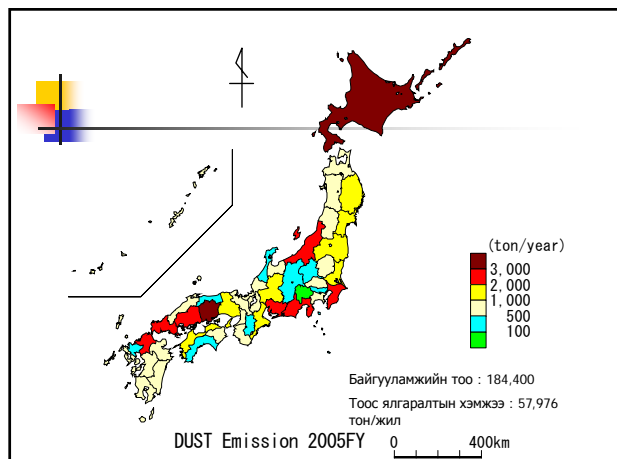 (ton/year)
3,000
2,000
1,000
500
100
Байгууламжийн тоо : 184,400
Тоос ялгаралтын хэмжээ : 57,976
тон/жил
DUST Emission 2005FY
0 400km